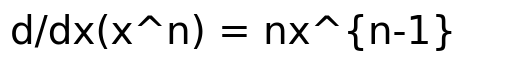 d/dx(x^n) = nx^{n-1}